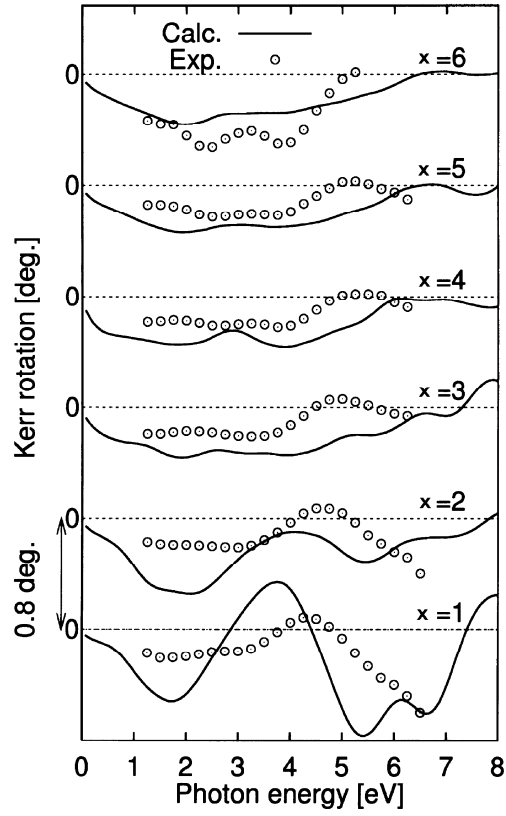 Calc.
Exp.
0
x =6
0
x =5
0
x =4
0
x =3
0
x =2
0
x =1
Kerr rotation [deg.]
0.8 deg.
0 1 2 3 4 5 6 7 8
Photon energy [eV]